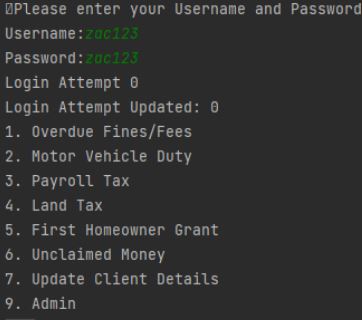 Please enter your Username and Password
Username:zac123
Password:zac123
Login Attempt 0
Login Attempt Updated: 0
1. Overdue Fines/Fees
2. Motor Vehicle Duty
3. Payroll Tax
4. Land Tax
5. First Homeowner Grant
6. Unclaimed Money
7. Update Client Details
9. Admin